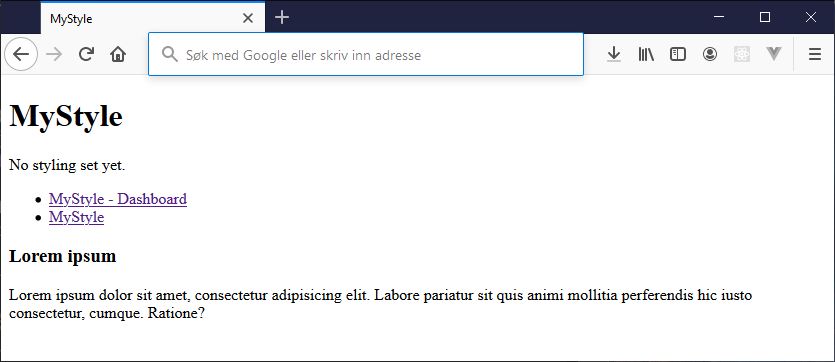 MyStyle
Søk med Google eller skriv inn adresse
MyStyle
No styling set yet.
MyStyle - Dashboard
MyStyle
Lorem ipsum
Lorem ipsum dolor sit amet, consectetur adipisicing elit. Labore pariatur sit quis animi mollitia perferendis hic iusto
consectetur, cumque. Ratione?